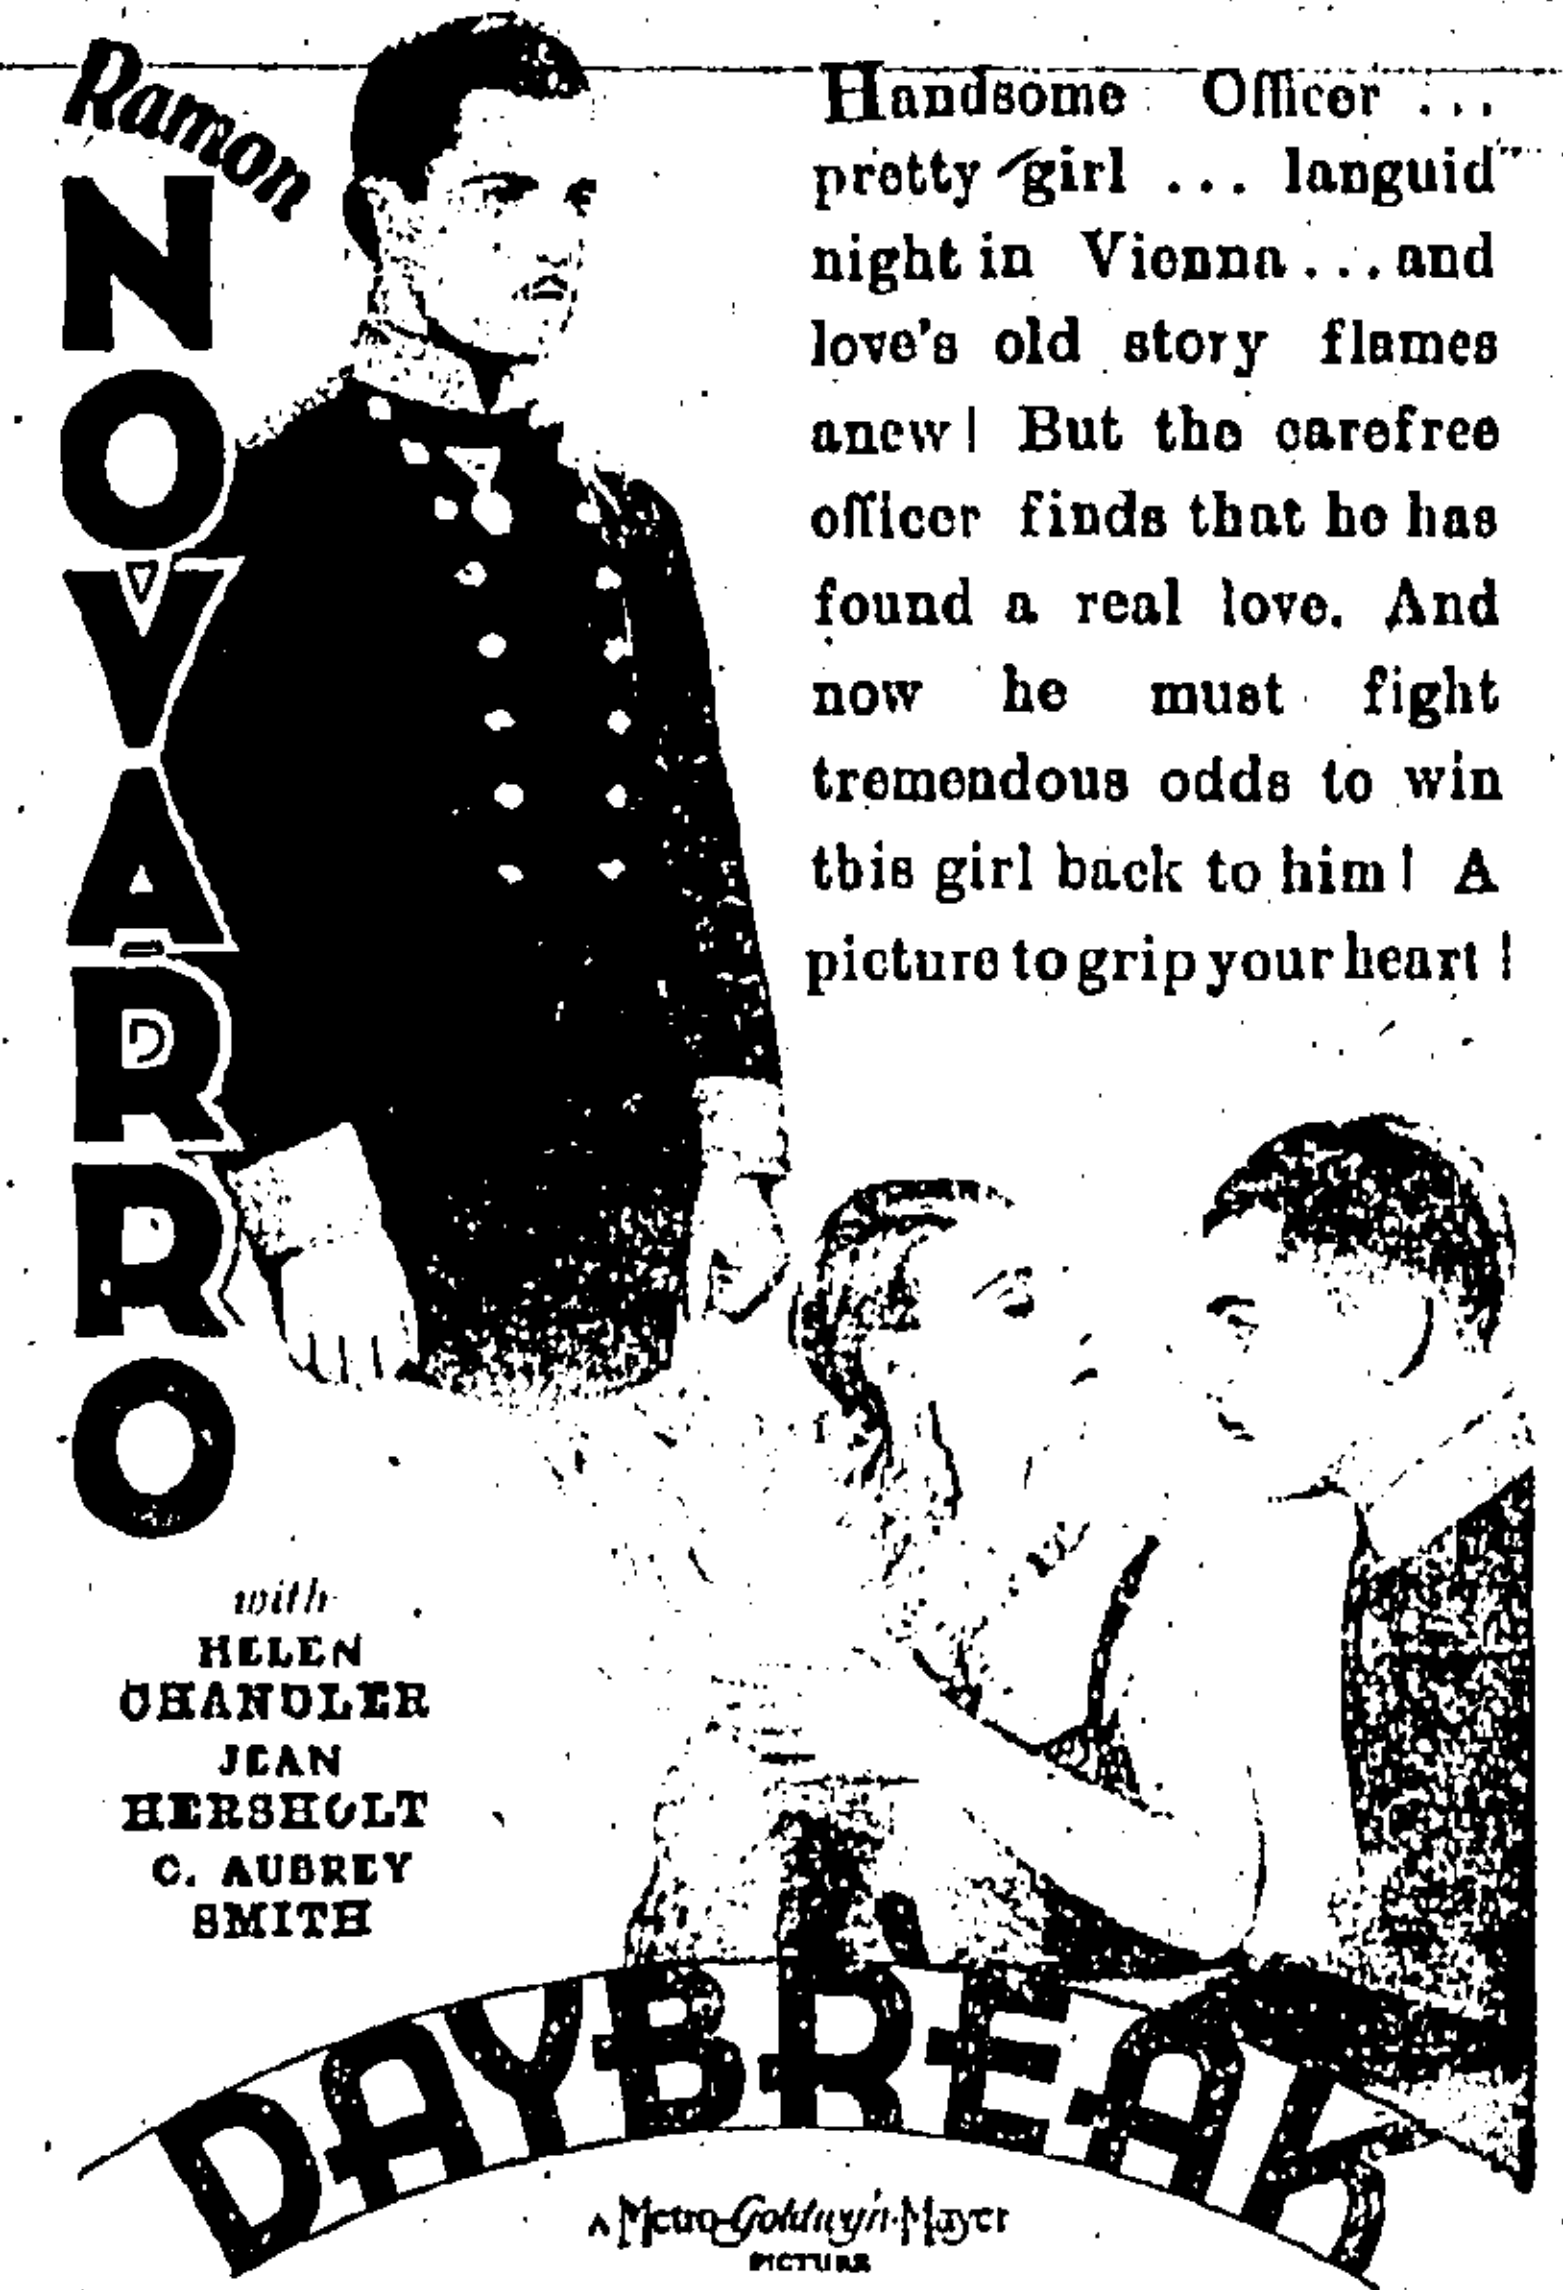 Ramon
NOVARRO
Handsome Officer ...
pretty girl ... languid
night in Vienna ... and
love's old story flames
anew! But the carefree
officer finds that he has
found a real love. And
now he must fight
tremendous odds to win
this girl back to him! A
picture to grip your heart!
with
HELEN
CHANDLER
JEAN
HERSHOLT
C. AUBREY
SMITH
DAYBREAK
A Metro-Goldwyn-Mayer
PICTURE